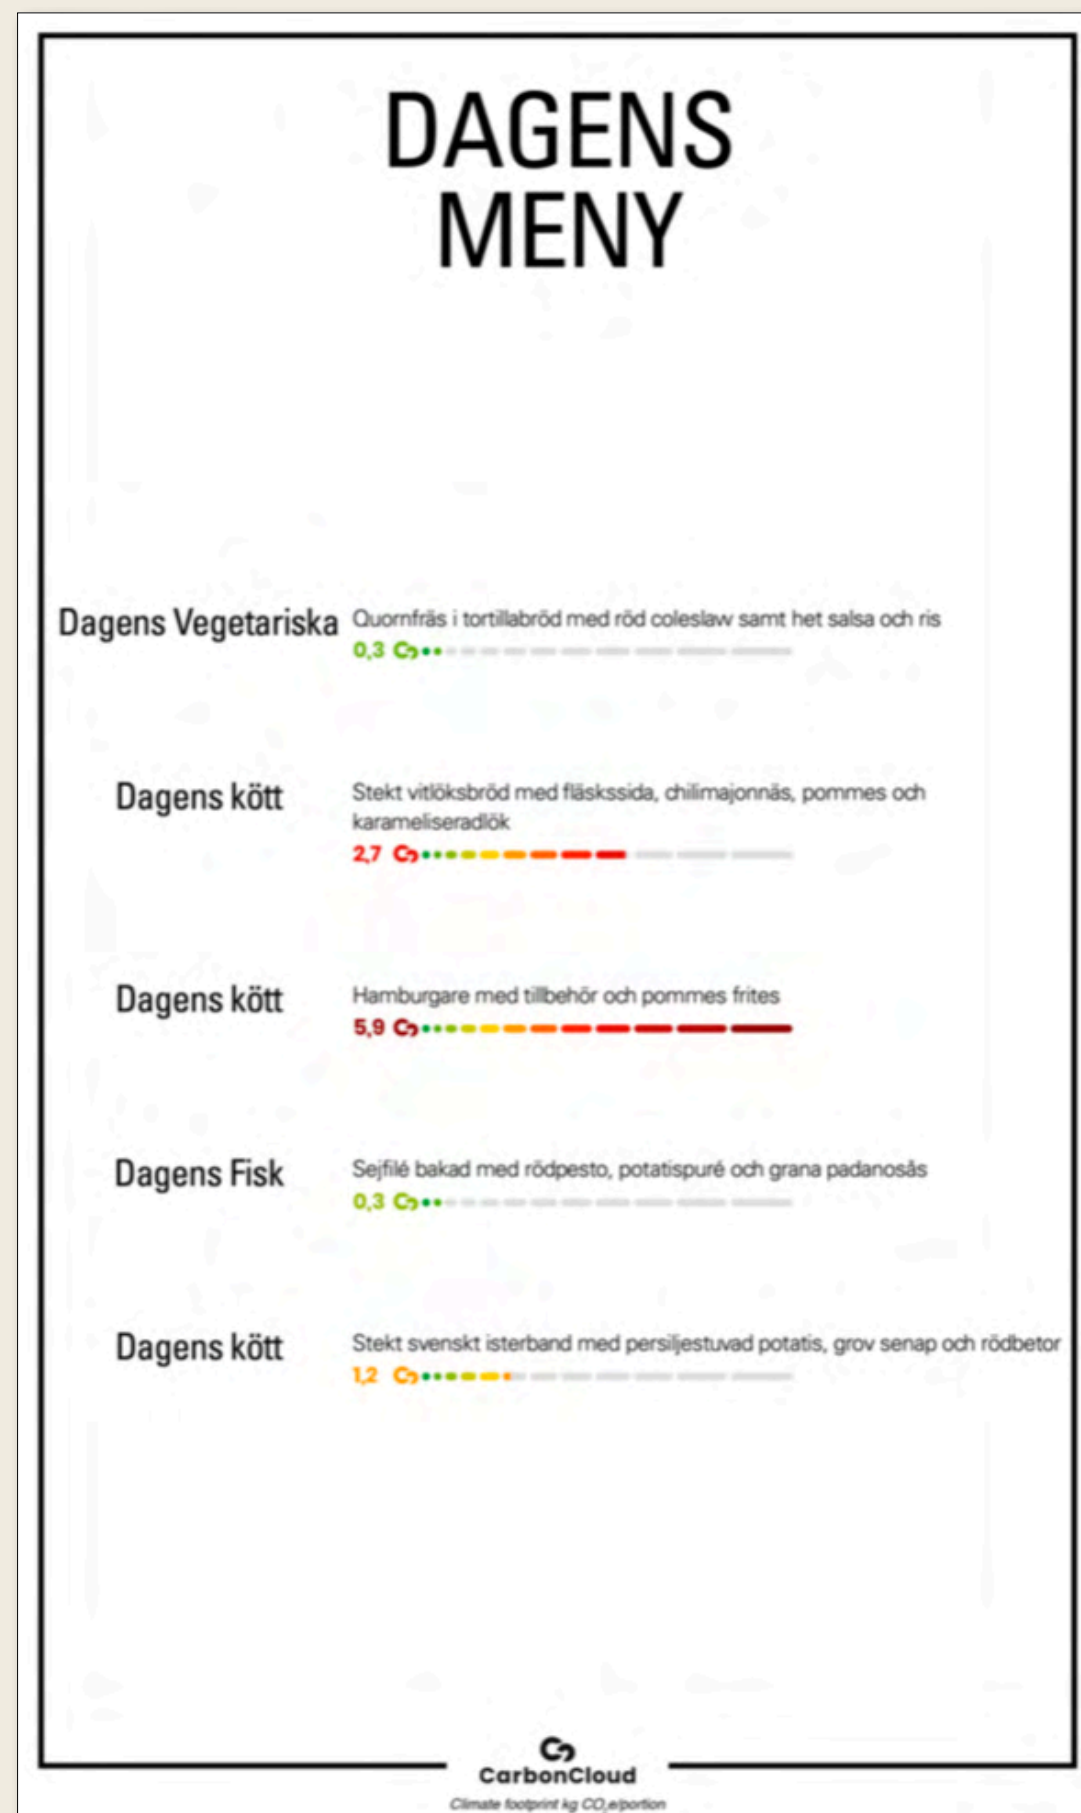 DAGENS
MENY
Dagens Vegetariska
Quornfräs i tortillabröd med röd coleslaw samt het salsa och ris
0,3
Dagens kött
Stekt vitlöksbröd med fläskssida, chilimajonnäs, pommes och
karameliseradlök
2,7
Dagens kött
Hamburgare med tillbehör och pommes frites
5,9
Dagens Fisk
Sejfilé bakad med rödpesto, potatispuré och grana padanosås
0,3
Dagens kött
Stekt svenskt isterband med persiljestuvad potatis, grov senap och rödbetor
1,2
CarbonCloud
Climate footprint kg CO₂e/portion